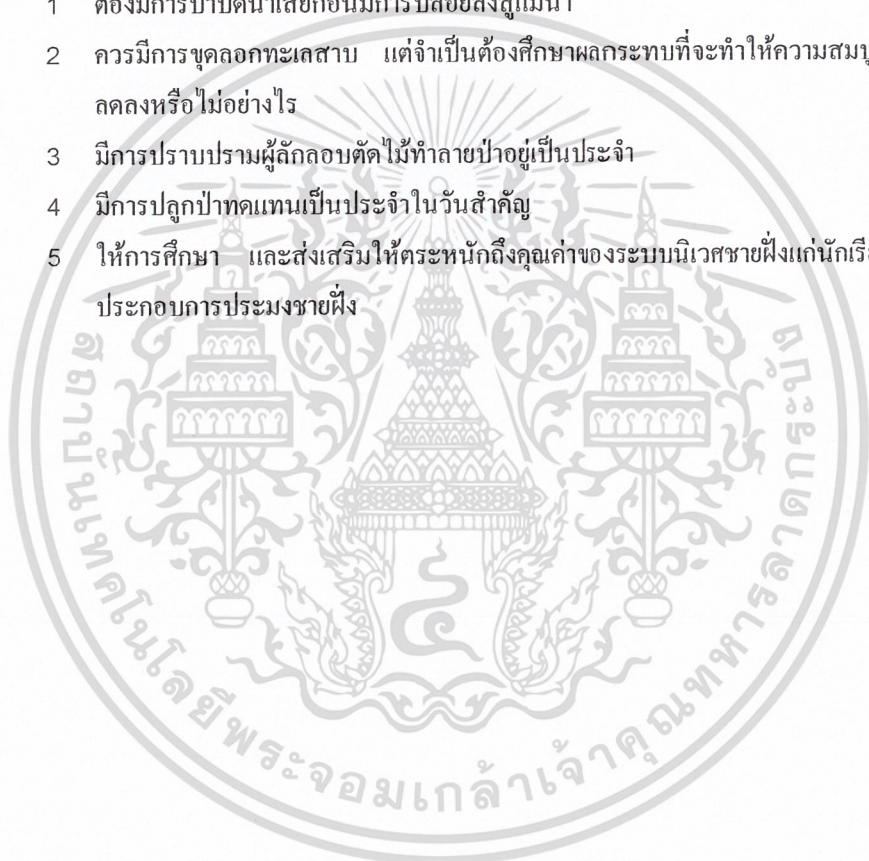 1 ต้องมีการบำบัดน้ำเสียก่อนมีการปล่อยลงสู่แม่น้ำ
2 ควรมีการขุดลอกทะเลสาบ แต่จำเป็นต้องศึกษาผลกระทบที่จะทำให้ความสมบู
ลดลงหรือไม่อย่างไร
3 มีการปราบปรามผู้ลักลอบตัดไม้ทำลายป่าอยู่เป็นประจำ
4 มีการปลูกป่าทดแทนเป็นประจำในวันสำคัญ
5 ให้การศึกษา และส่งเสริมให้ตระหนักถึงคุณค่าของระบบนิเวศชายฝั่งแก่นักเรีย
ประกอบการประมงชายฝั่ง
สถาบันเทคโนโลยีพระจอมเกล้าเจ้าคุณทหารลาดกระบัง